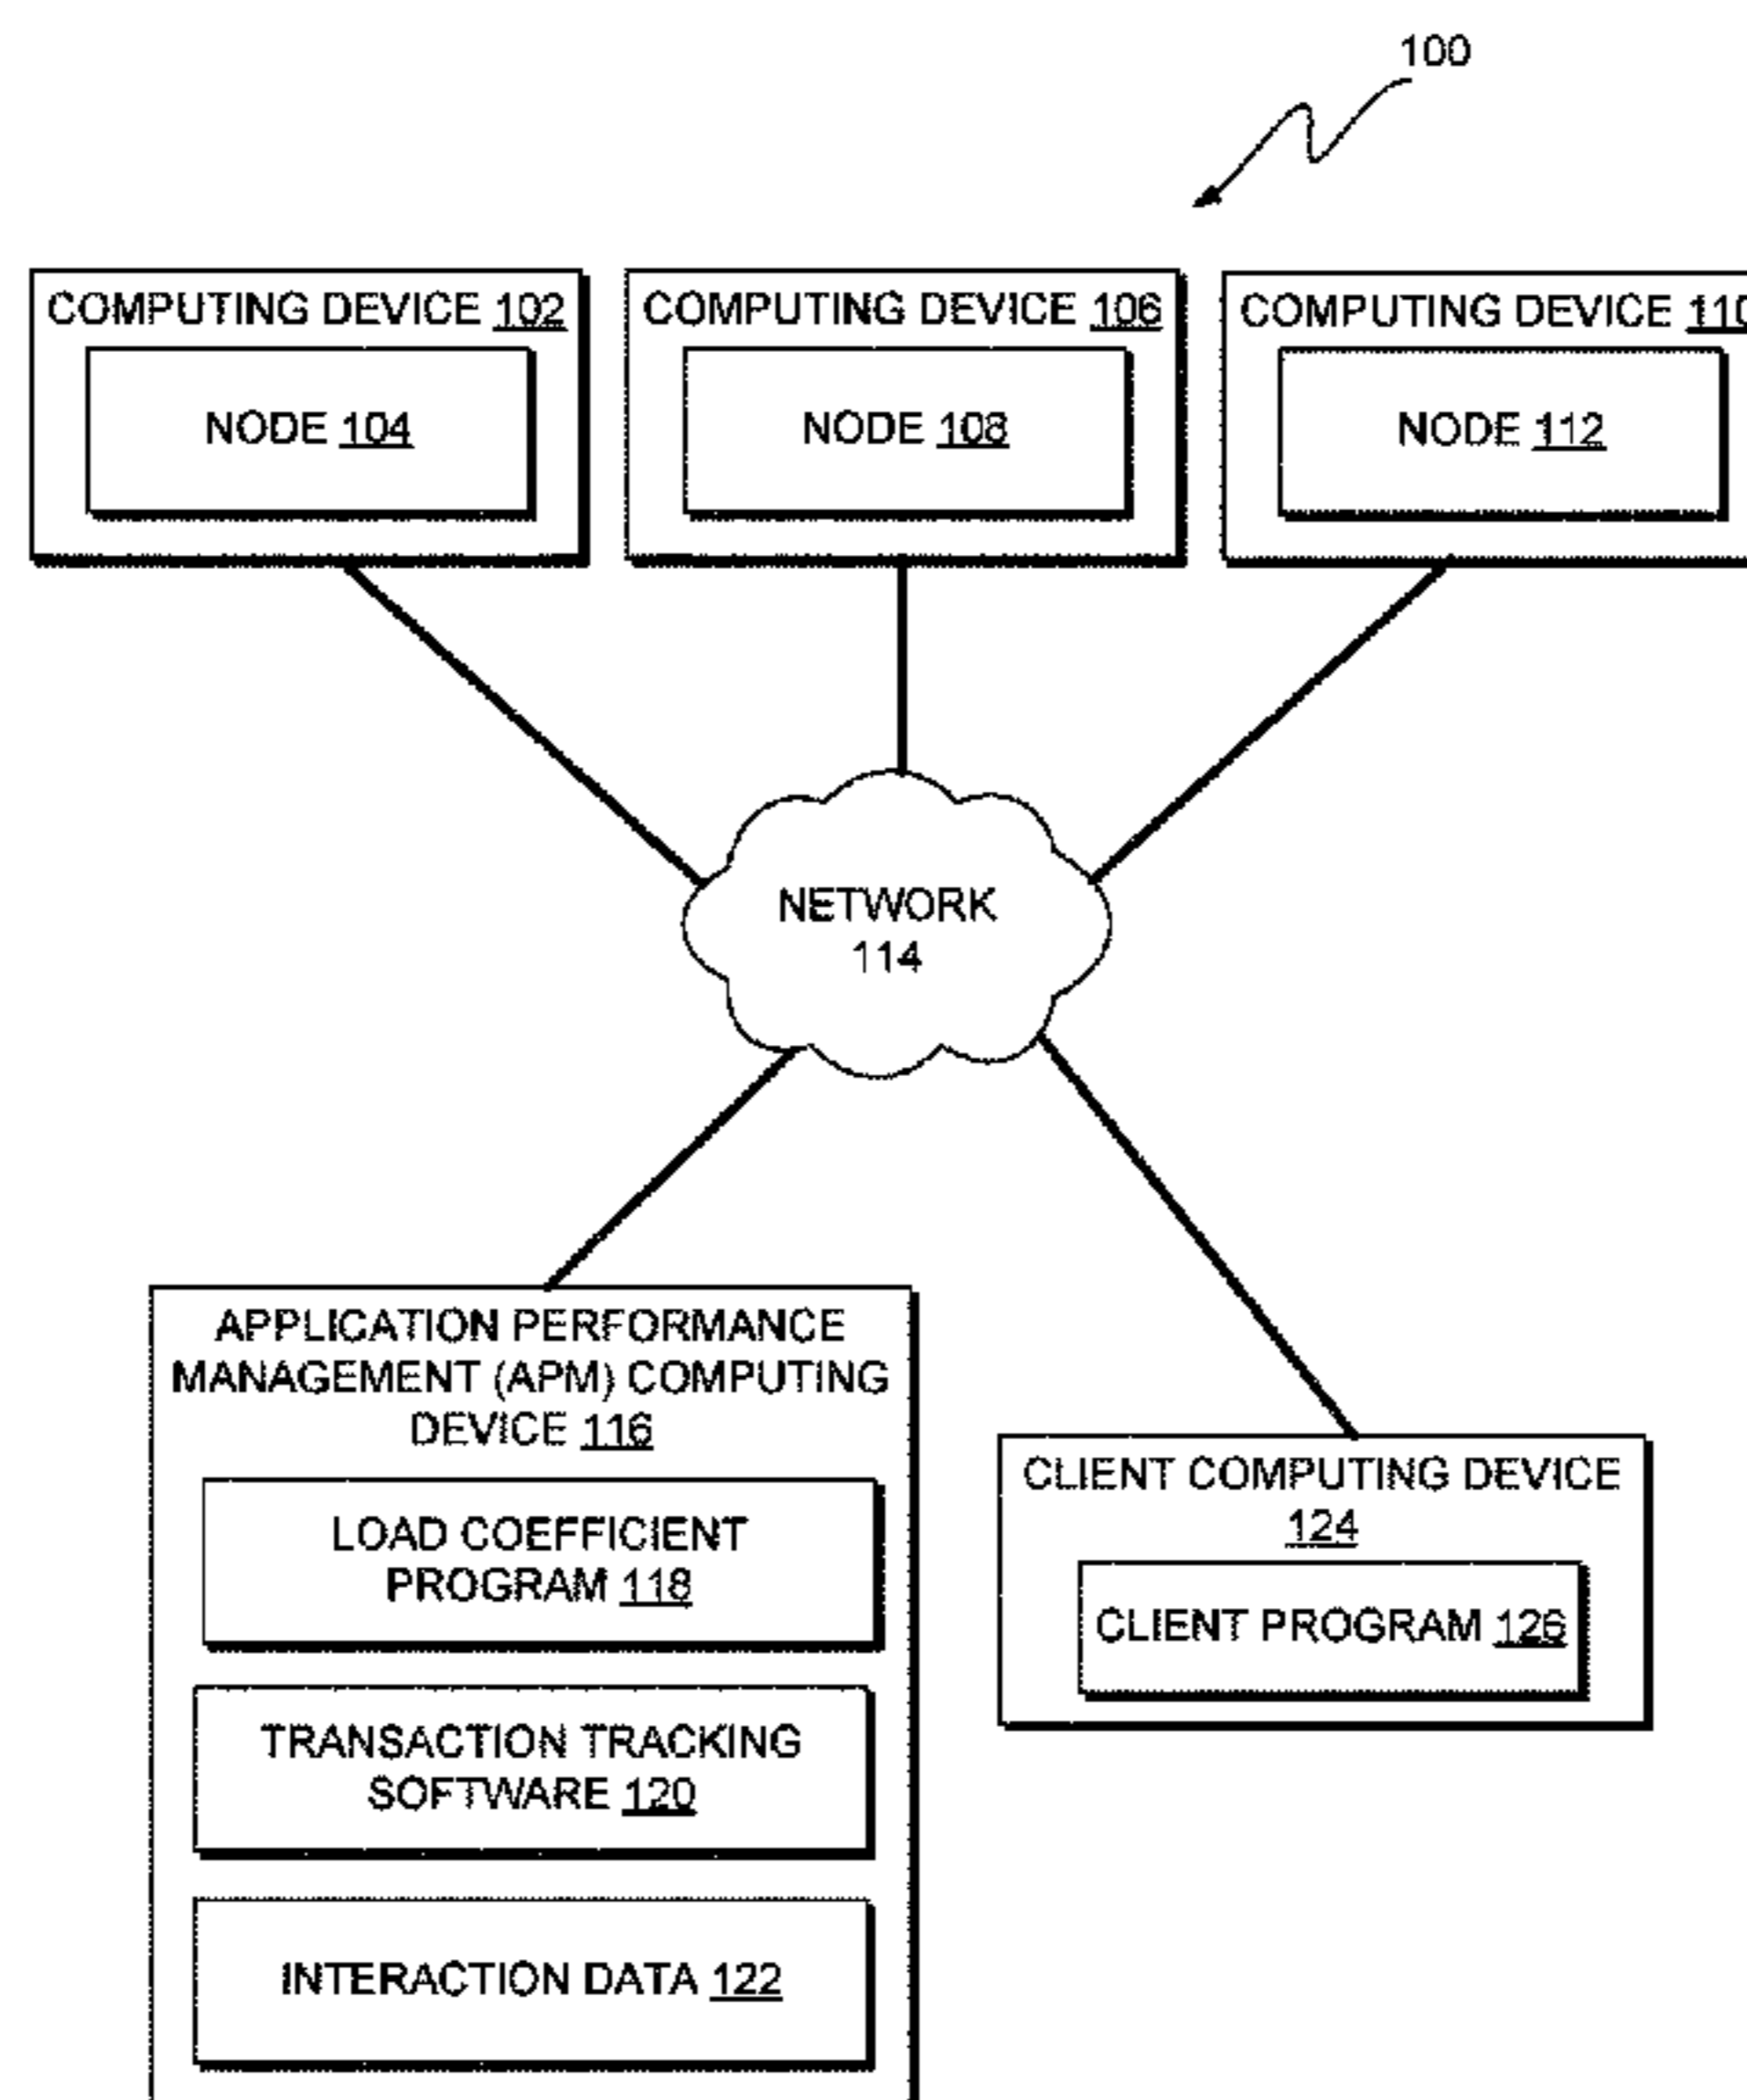 100
COMPUTING DEVICE 102
NODE 104
COMPUTING DEVICE 106
NODE 108
COMPUTING DEVICE 110
NODE 112
NETWORK
114
APPLICATION PERFORMANCE
MANAGEMENT (APM) COMPUTING
DEVICE 116
LOAD COEFFICIENT
PROGRAM 118
TRANSACTION TRACKING
SOFTWARE 120
INTERACTION DATA 122
CLIENT COMPUTING DEVICE
124
CLIENT PROGRAM 126